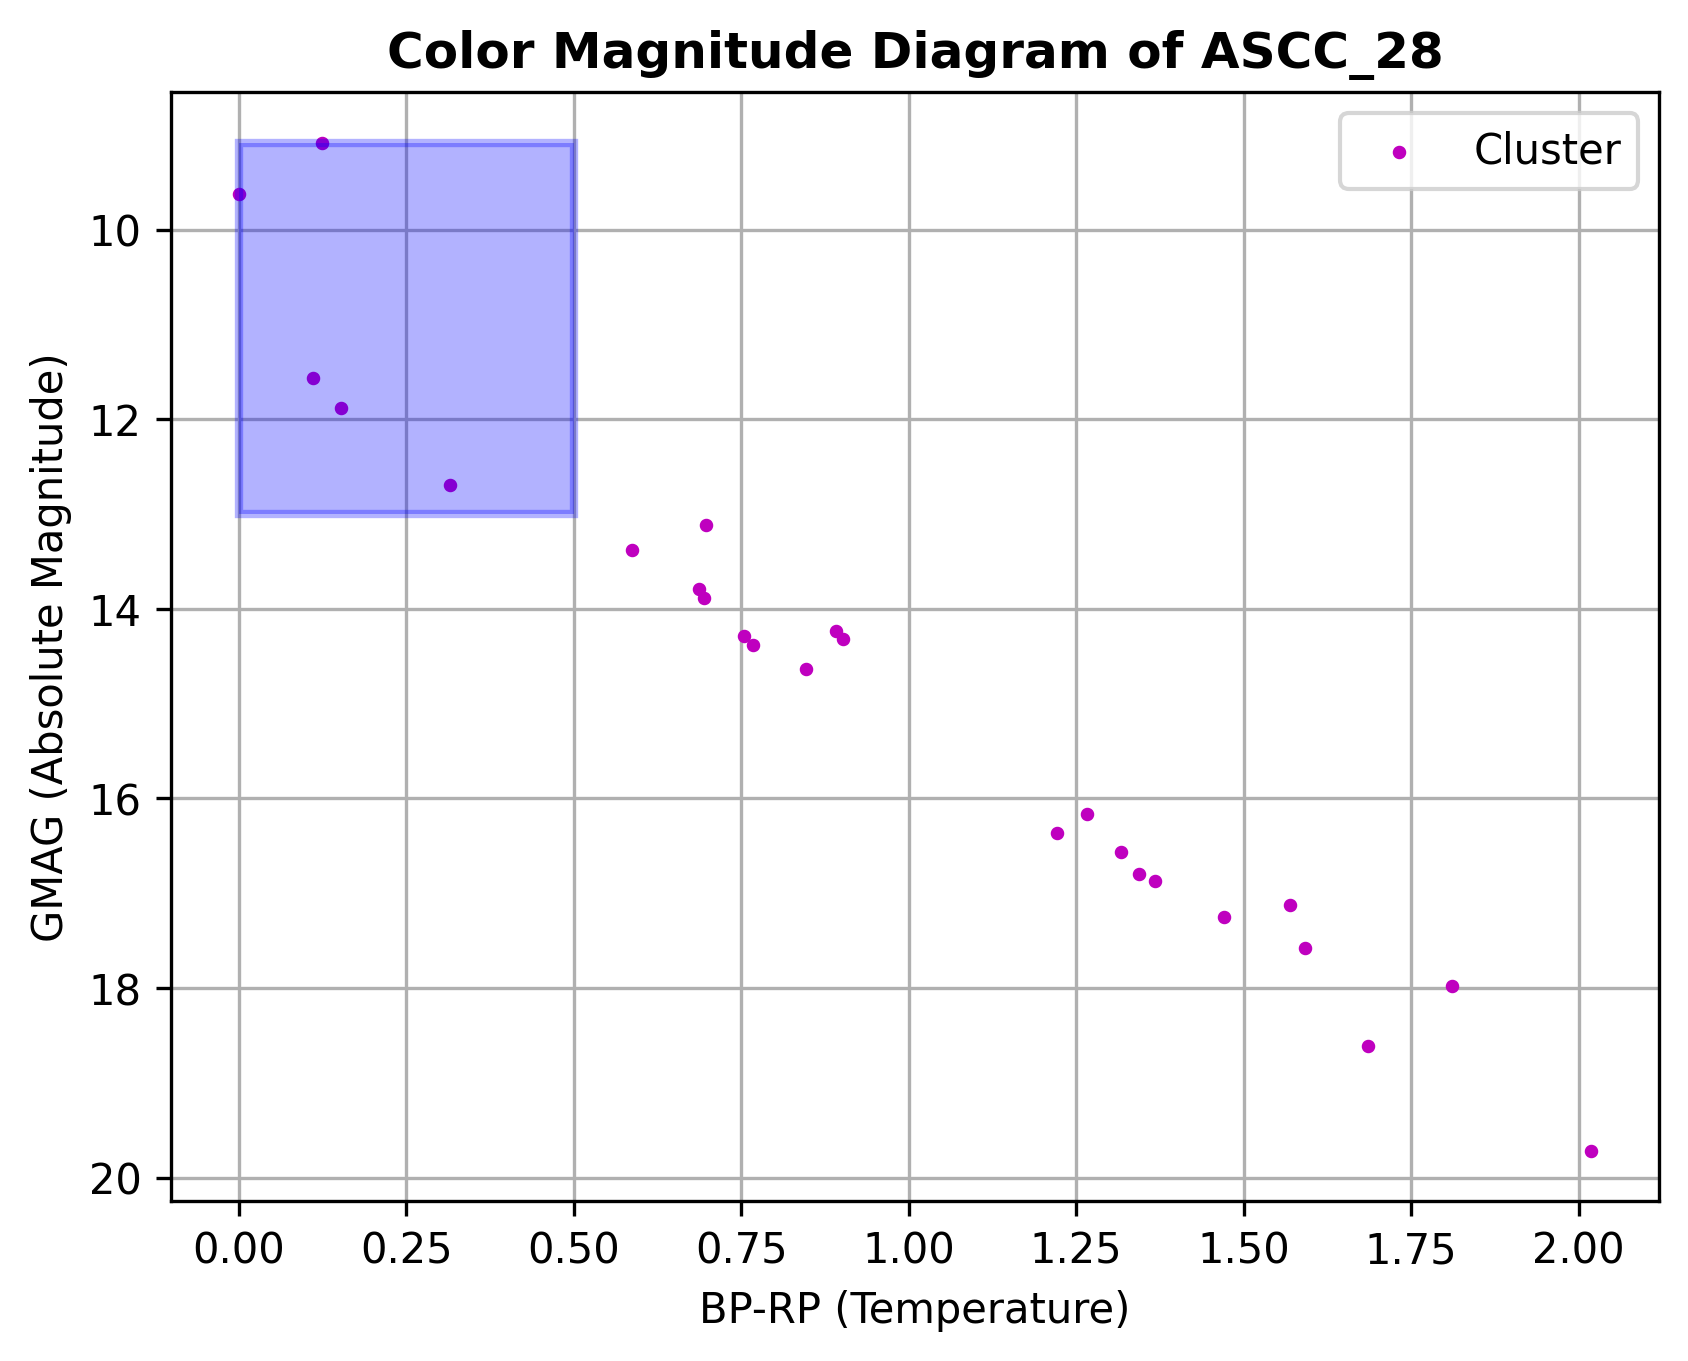 Color Magnitude Diagram of ASCC_28
Cluster
GMAG (Absolute Magnitude)
10
12
14
16
18
20
0.00 0.25 0.50 0.75 1.00 1.25 1.50 1.75 2.00
BP-RP (Temperature)